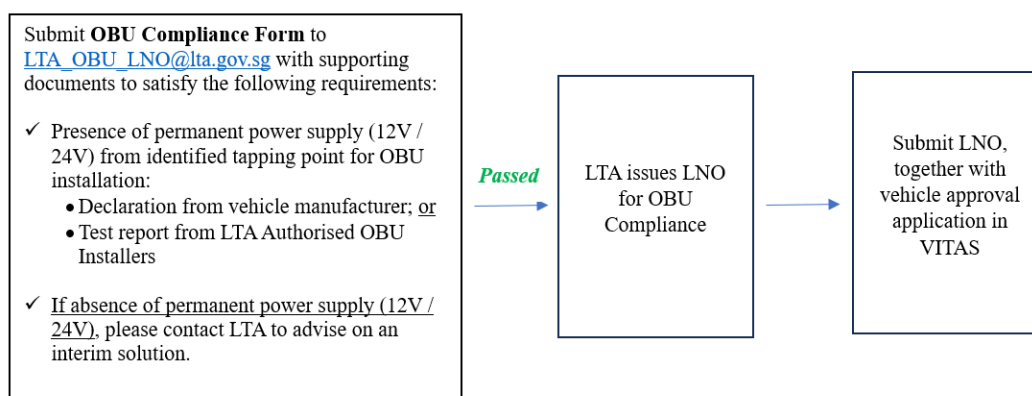 Submit OBU Compliance Form to
LTA_OBU_LNO@lta.gov.sg with supporting
documents to satisfy the following requirements:
✓ Presence of permanent power supply (12V /
24V) from identified tapping point for OBU
installation:
• Declaration from vehicle manufacturer; or
• Test report from LTA Authorised OBU
Installers
✓ If absence of permanent power supply (12V /
24V), please contact LTA to advise on an
interim solution.
Passed
LTA issues LNO
for OBU
Compliance
Submit LNO,
together with
vehicle approval
application in
VITAS